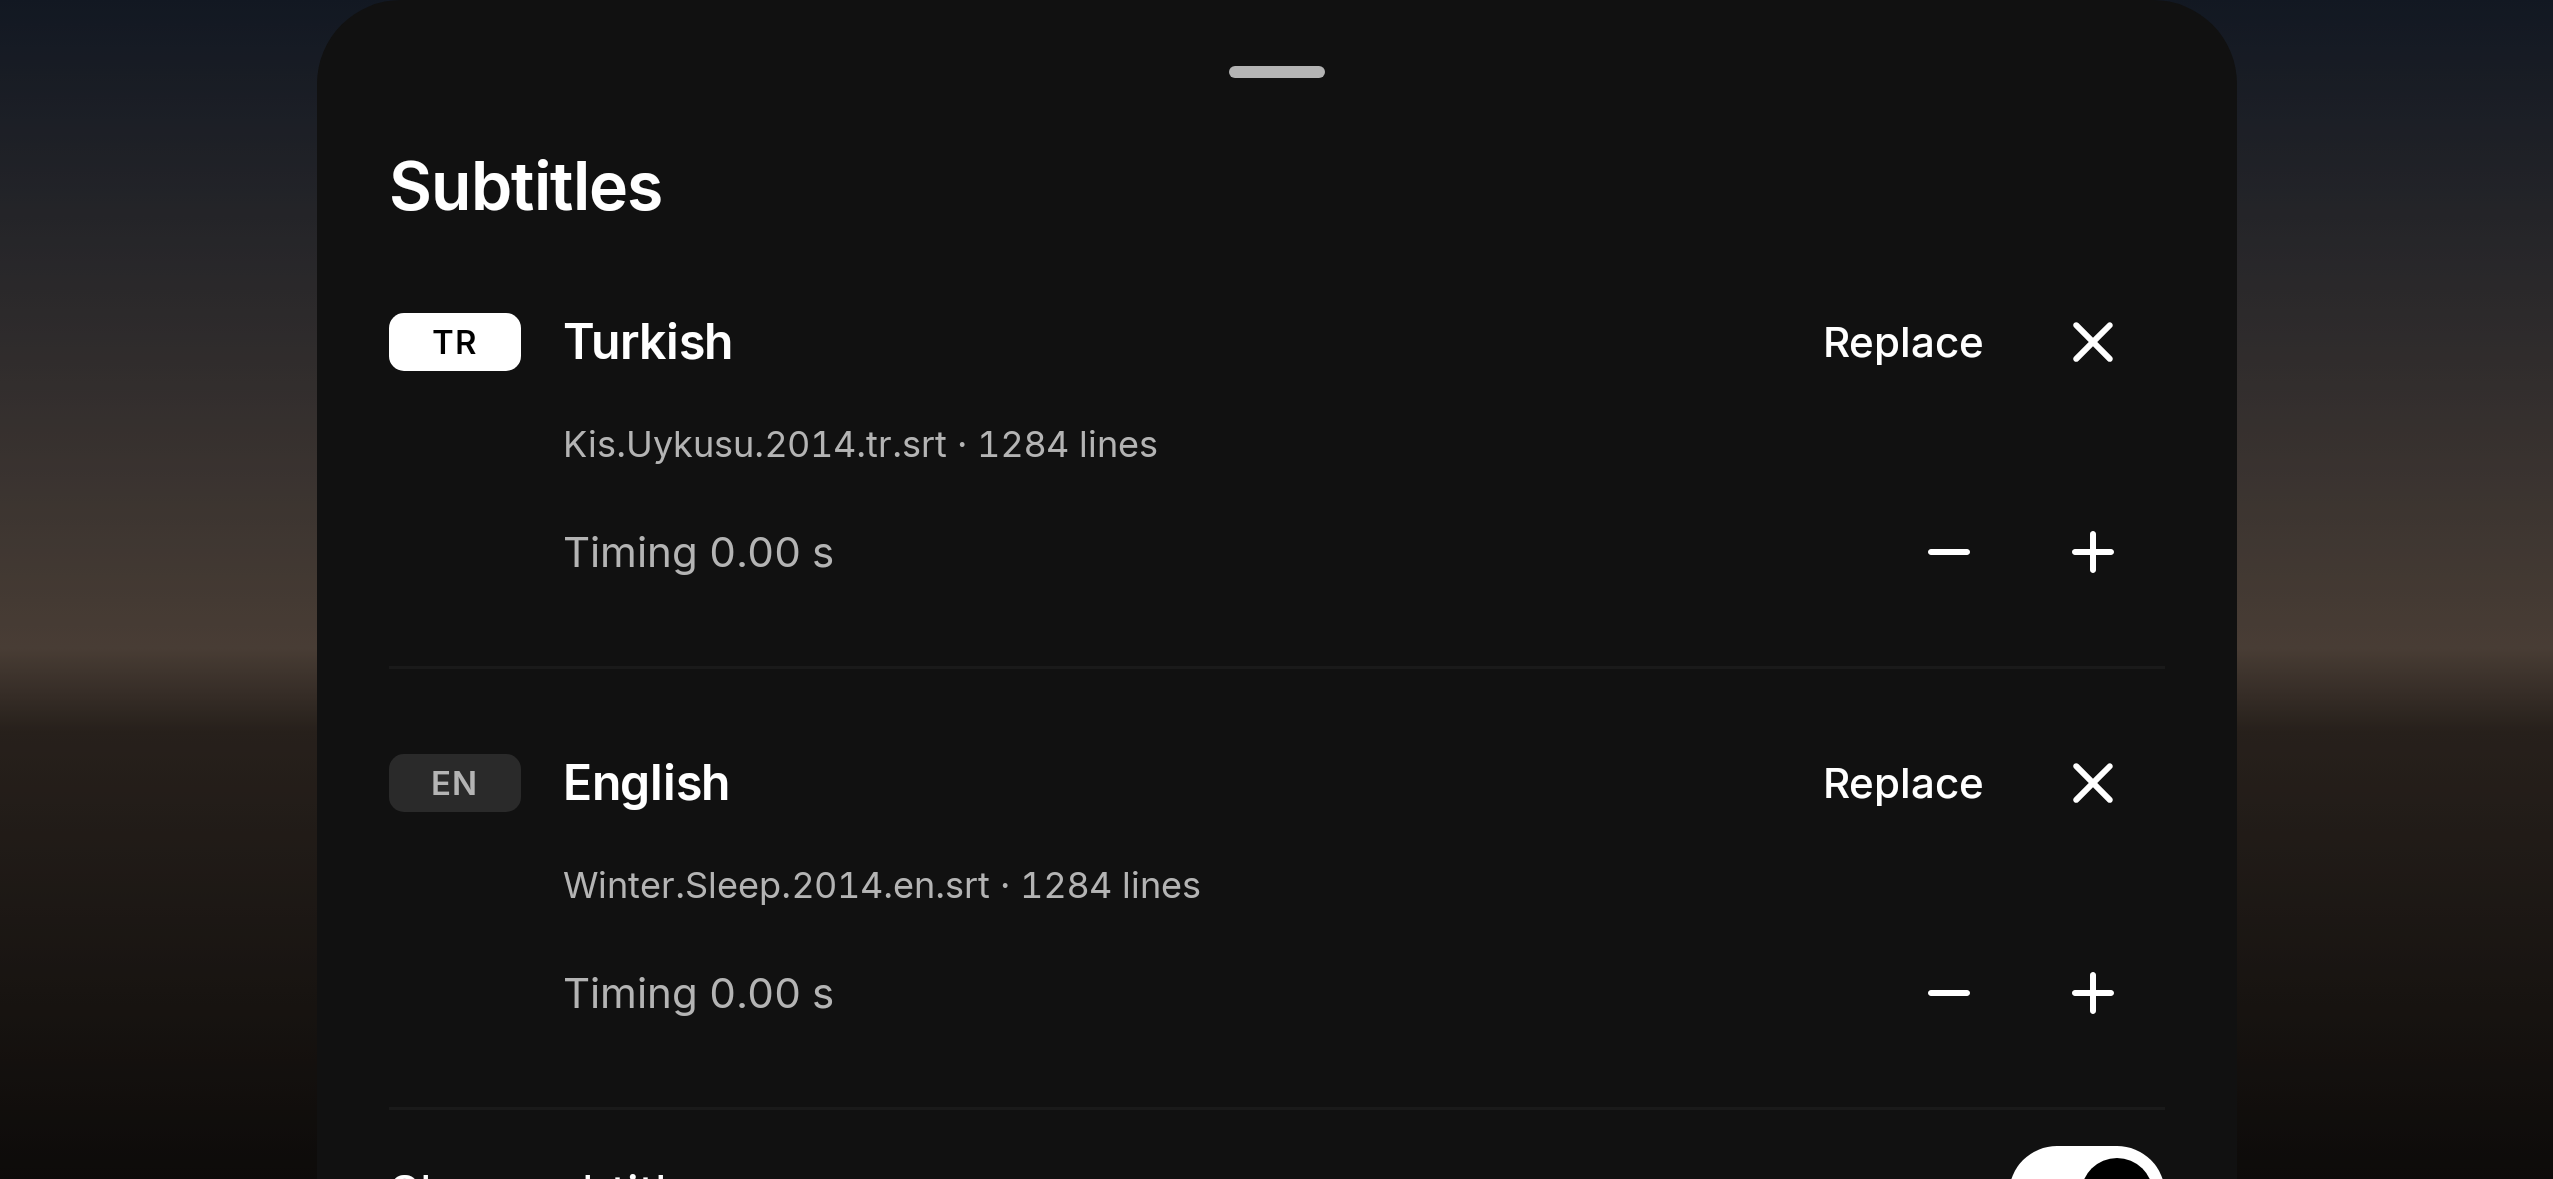 Subtitles
TR Turkish Replace
Kis.Uykusu.2014.tr.srt · 1284 lines
Timing 0.00 s
EN English Replace
Winter.Sleep.2014.en.srt · 1284 lines
Timing 0.00 s